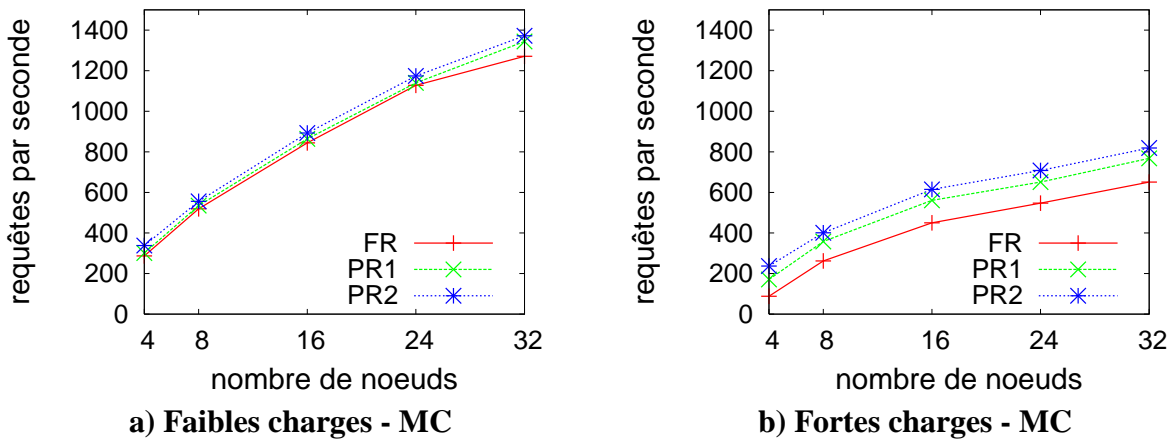 requêtes par seconde
1400
1200
1000
800
600
400
200
0
FR
PR1
PR2
4 8 16 24 32
nombre de noeuds
a) Faibles charges - MC
requêtes par seconde
1400
1200
1000
800
600
400
200
0
FR
PR1
PR2
4 8 16 24 32
nombre de noeuds
b) Fortes charges - MC